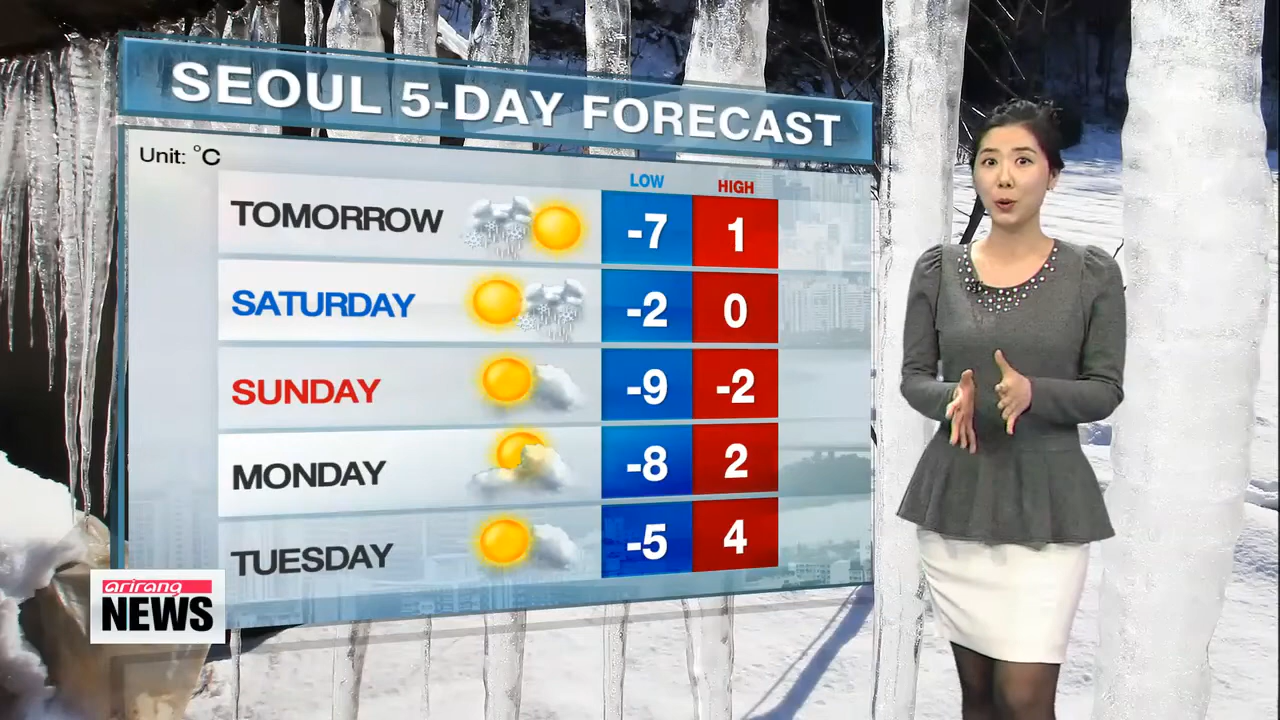 SEOUL 5-DAY FORECAST
Unit: °C
LOW HIGH
TOMORROW -7 1
SATURDAY -2 0
SUNDAY -9 -2
MONDAY -8 2
TUESDAY -5 4
arirang
NEWS